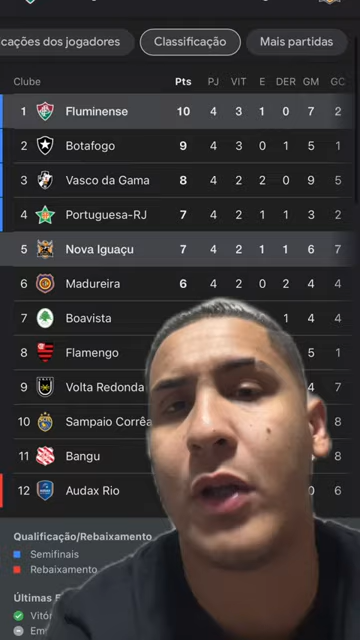 cações dos jogadores Classificação Mais partidas
Clube Pts PJ VIT E DER GM GC
1 Fluminense 10 4 3 1 0 7 2
2 Botafogo 9 4 3 0 1 5 1
3 Vasco da Gama 8 4 2 2 0 9 5
4 Portuguesa-RJ 7 4 2 1 1 3 2
5 Nova Iguaçu 7 4 2 1 1 6 7
6 Madureira 6 4 2 0 2 4 4
7 Boavista 1 4 4
8 Flamengo 5 1
9 Volta Redonda 4 7
10 Sampaio Corrêa 8
11 Bangu 8
12 Audax Rio 0 6
Qualificação/Rebaixamento
Semifinais
Rebaixamento
Últimas
Vitór
Em